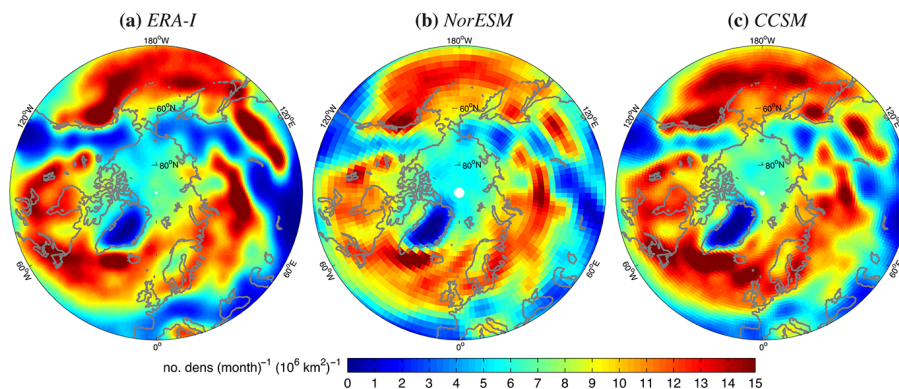 (a) ERA-I (b) NorESM (c) CCSM
180°W 180°W 180°W
120°W 120°E 120°W 120°E 120°W 120°E
60°N 60°N 60°N
80°N 80°N 80°N
60°W 60°E 60°W 60°E 60°W 60°E
0° 0° 0°
no. dens (month)⁻¹ (10⁶ km²)⁻¹
0 1 2 3 4 5 6 7 8 9 10 11 12 13 14 15